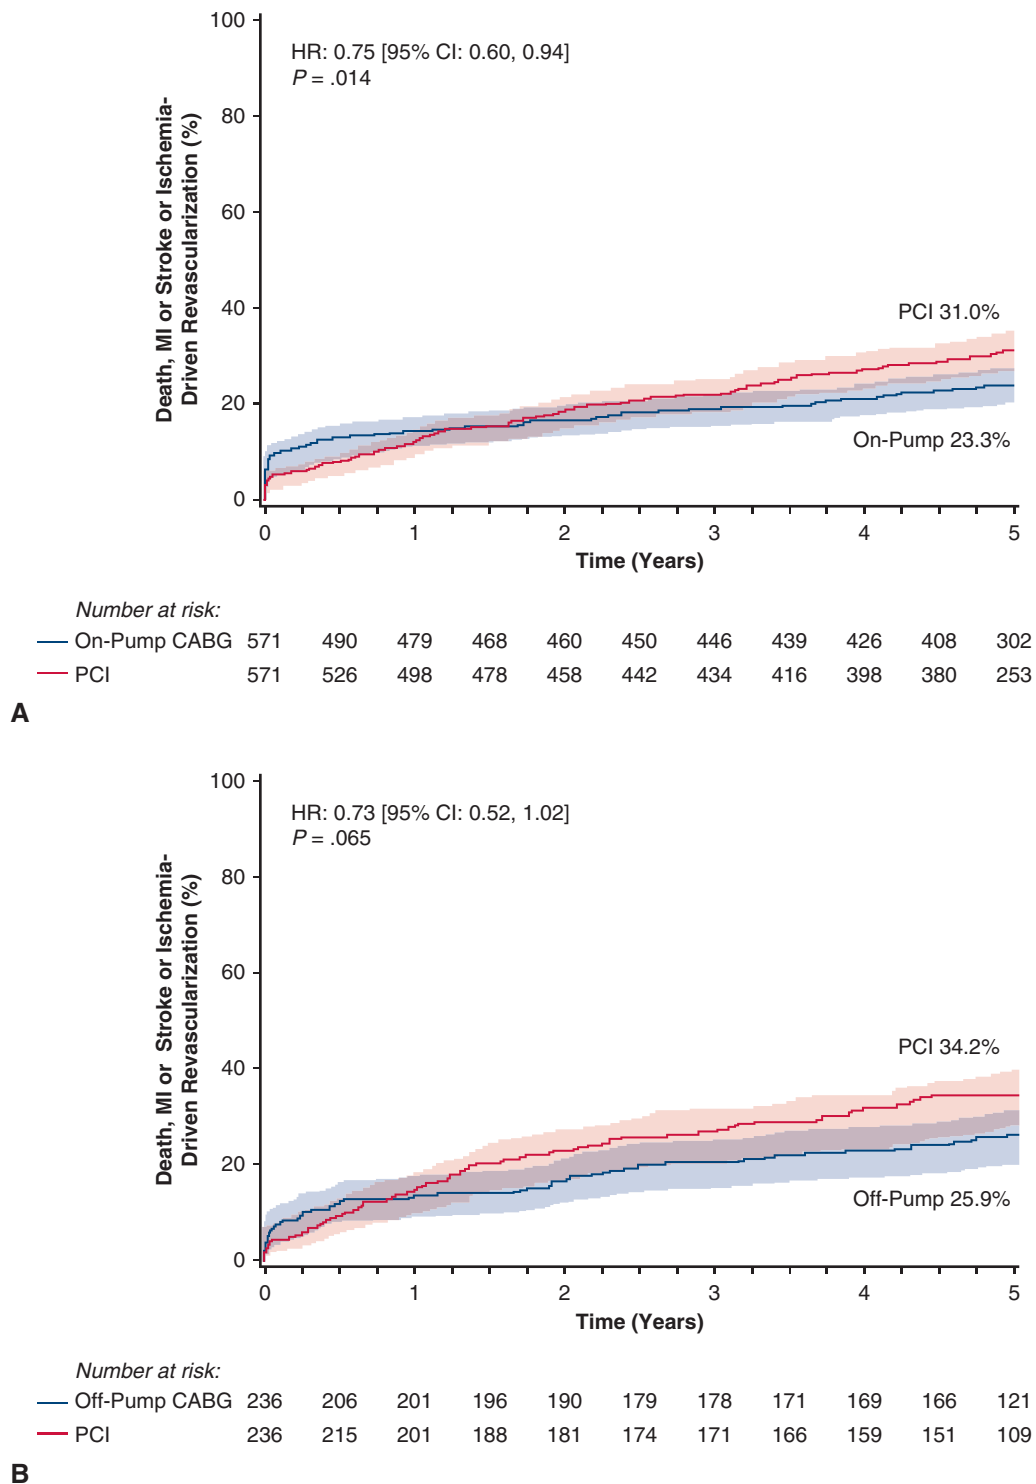 HR: 0.75 [95% CI: 0.60, 0.94]
P = .014
Death, MI or Stroke or Ischemia-
Driven Revascularization (%)
100
80
60
40
20
0
PCI 31.0%
On-Pump 23.3%
0 1 2 3 4 5
Time (Years)
Number at risk:
On-Pump CABG 571 490 479 468 460 450 446 439 426 408 302
PCI 571 526 498 478 458 442 434 416 398 380 253
A
HR: 0.73 [95% CI: 0.52, 1.02]
P = .065
Death, MI or Stroke or Ischemia-
Driven Revascularization (%)
100
80
60
40
20
0
PCI 34.2%
Off-Pump 25.9%
0 1 2 3 4 5
Time (Years)
Number at risk:
Off-Pump CABG 236 206 201 196 190 179 178 171 169 166 121
PCI 236 215 201 188 181 174 171 166 159 151 109
B